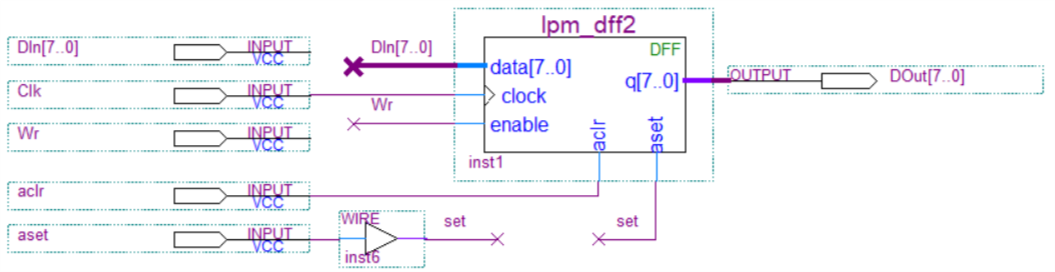 lpm_dff2
DIn[7..0] INPUT VCC DIn[7..0] DFF
data[7..0] q[7..0] OUTPUT DOut[7..0]
Clk INPUT VCC clock
Wr INPUT VCC Wr enable
aclr aset
inst1
aclr INPUT VCC
WIRE set set
aset INPUT VCC
inst6